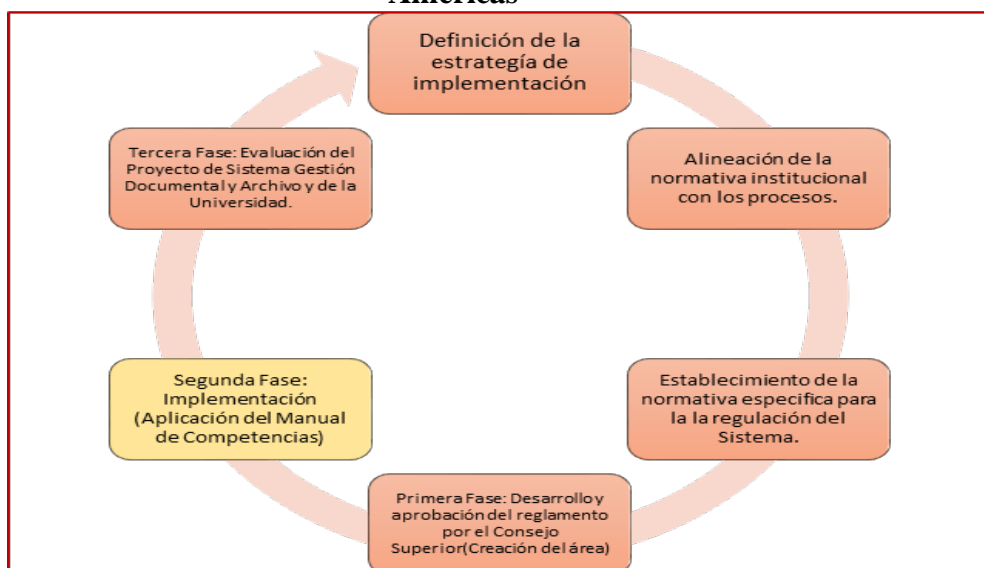 Américas
Definición de la
estrategía de
implementación
Alineación de la
normativa institucional
con los procesos.
Establecimiento de la
normativa especifica para
la la regulación del
Sistema.
Primera Fase: Desarrollo y
aprobación del reglamento
por el Consejo
Superior(Creación del área)
Segunda Fase:
Implementación
(Aplicación del Manual
de Competencias)
Tercera Fase: Evaluación del
Proyecto de Sistema Gestión
Documental y Archivo y de la
Universidad.